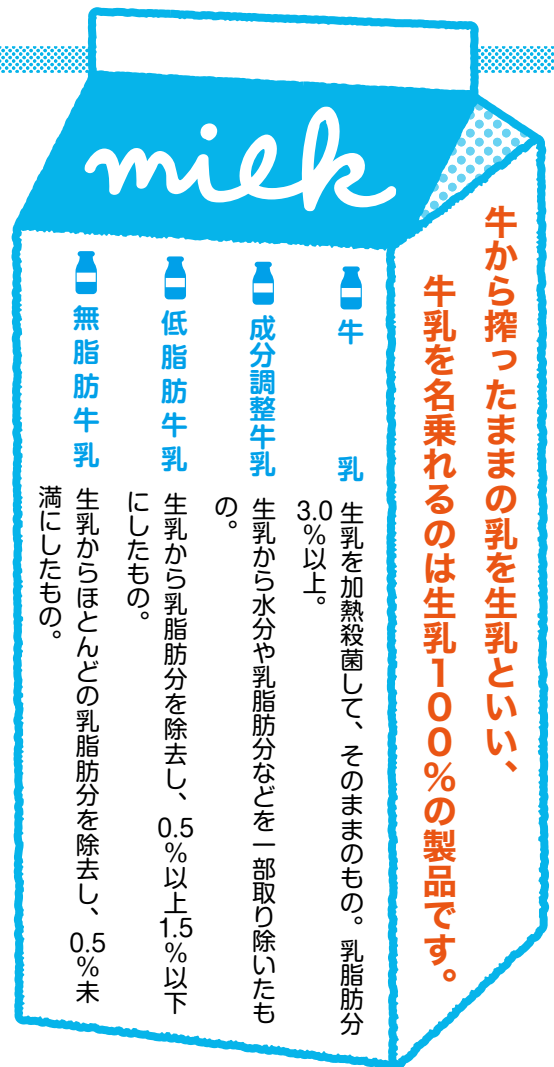 milk
牛から搾ったままの乳を生乳といい、
牛乳を名乗れるのは生乳100%の製品です。
牛乳
生乳を加熱殺菌して、そのままのもの。乳脂肪分
3.0%以上。
成分調整牛乳
生乳から水分や乳脂肪分などを一部取り除いたも
の。
低脂肪牛乳
生乳から乳脂肪分を除去し、0.5%以上1.5%以下
にしたもの。
無脂肪牛乳
生乳からほとんどの乳脂肪分を除去し、0.5%未
満にしたもの。